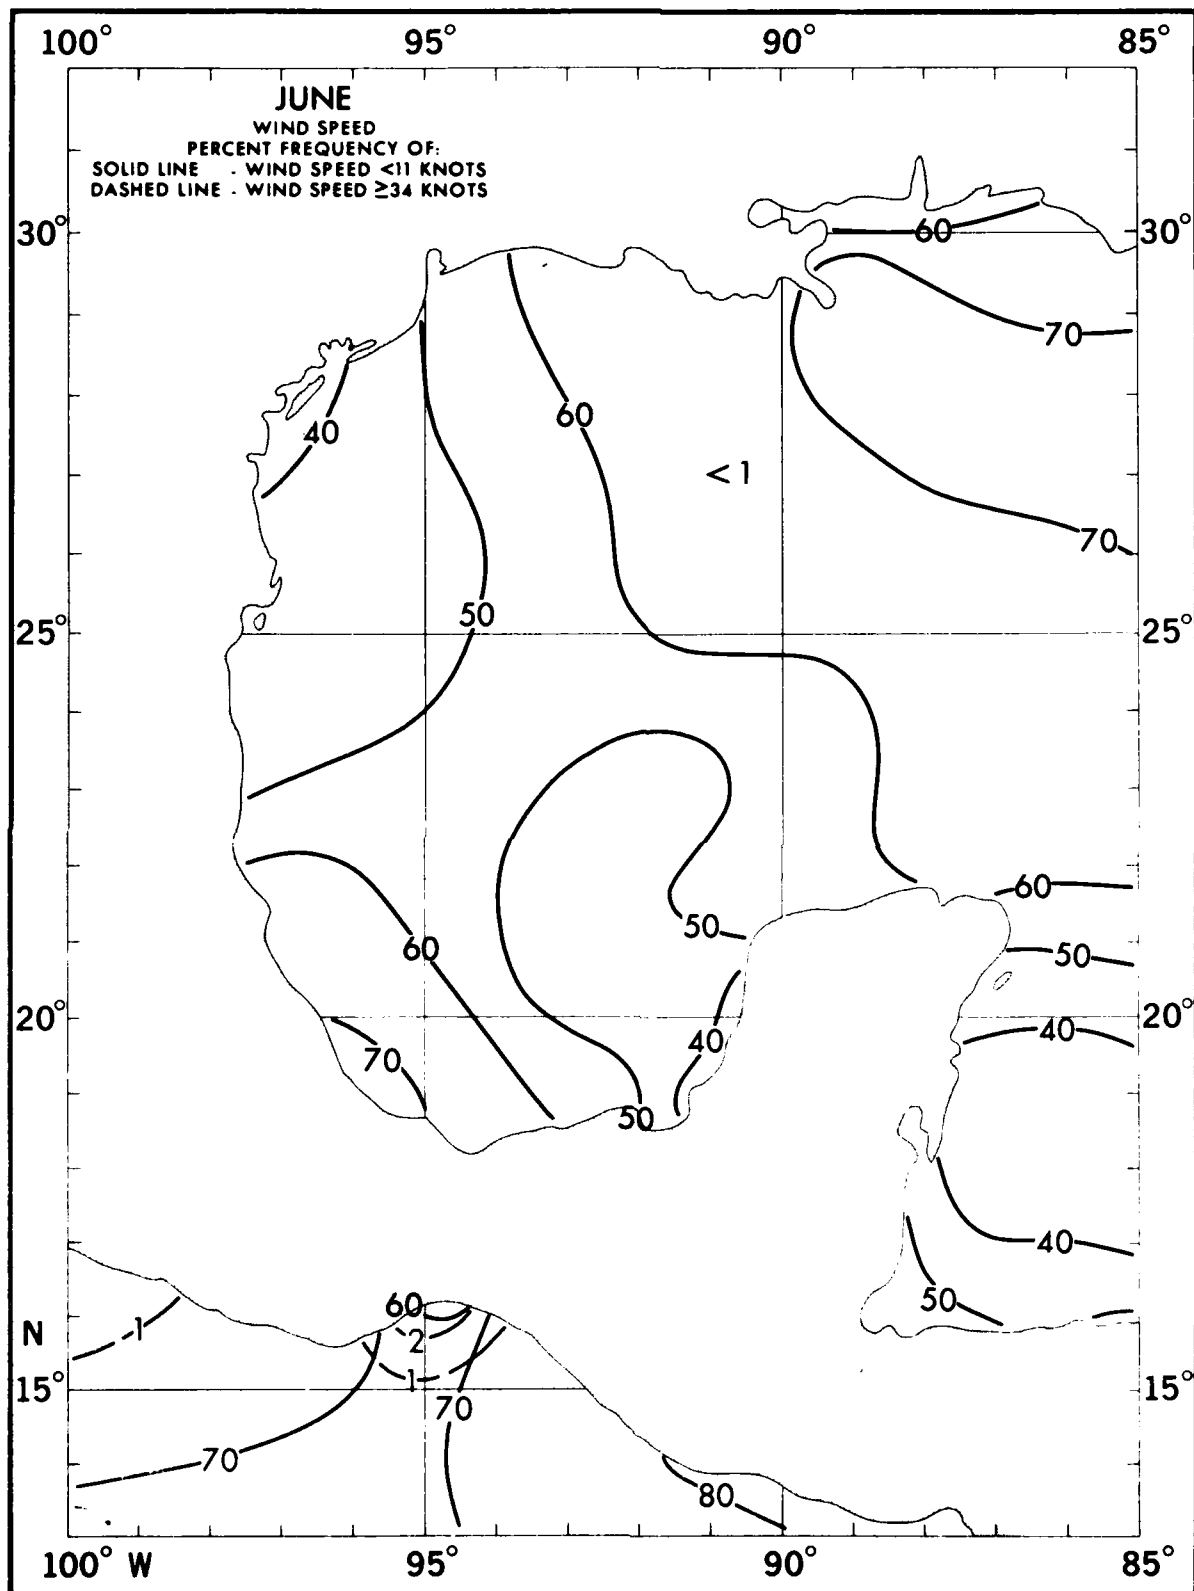 100° 95° 90° 85°
JUNE
WIND SPEED
PERCENT FREQUENCY OF:
SOLID LINE - WIND SPEED <11 KNOTS
DASHED LINE - WIND SPEED ≥34 KNOTS
30° 60 30°
70
60
40
<1
70
50
25° 25°
60
50
60
50
20° 40 20°
40
70
50
40
50
60
N 1 2
1
15° 15°
70
70
80
100° W 95° 90° 85°